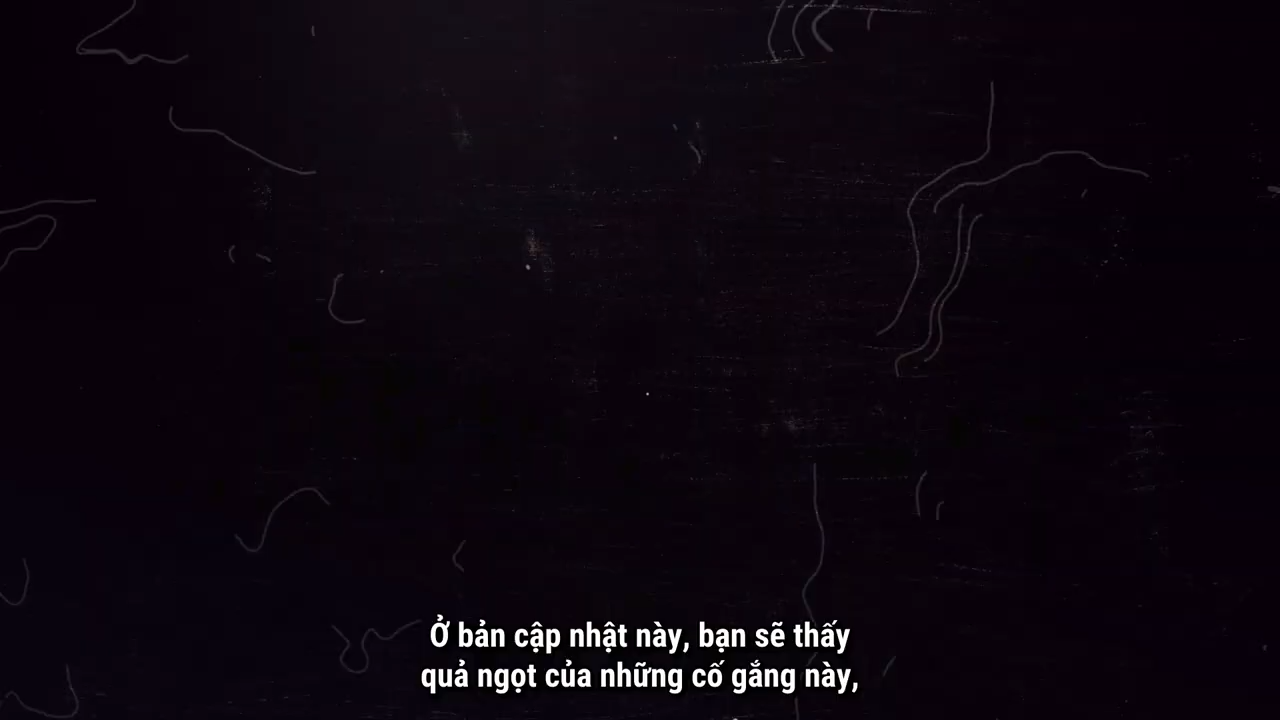 Ở bản cập nhật này, bạn sẽ thấy
quả ngọt của những cố gắng này,